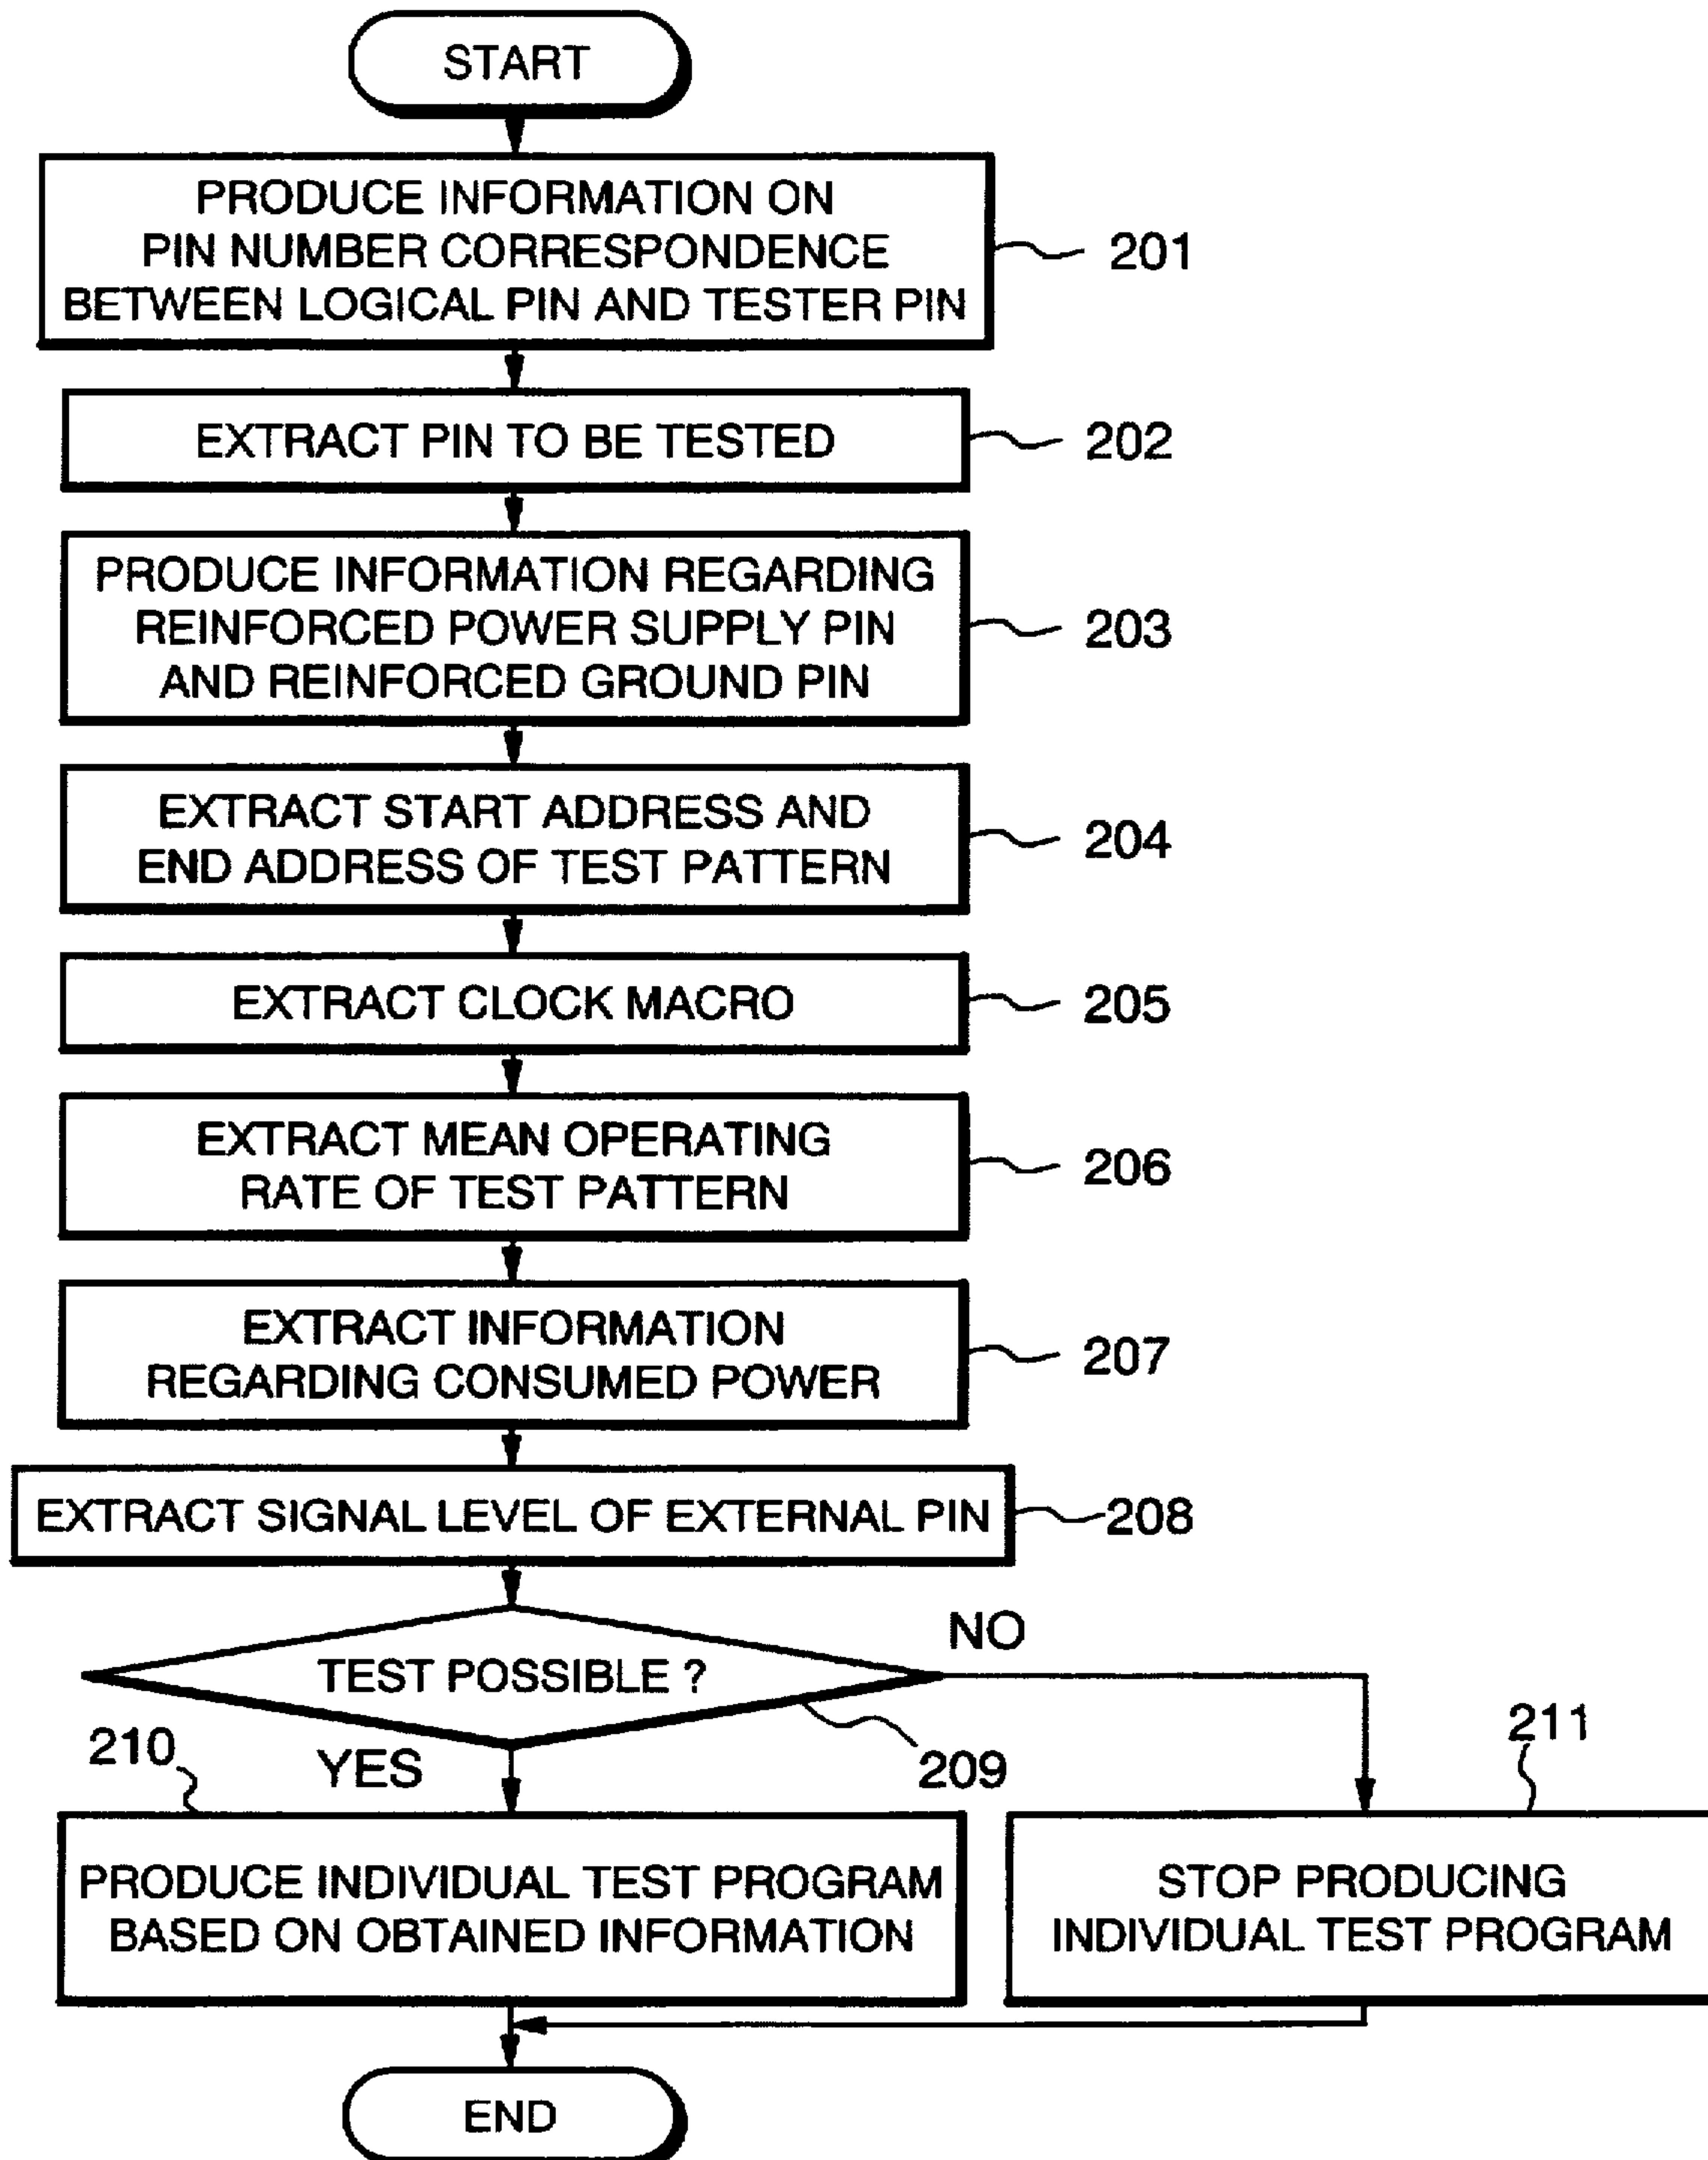 START
PRODUCE INFORMATION ON
PIN NUMBER CORRESPONDENCE
BETWEEN LOGICAL PIN AND TESTER PIN
201
EXTRACT PIN TO BE TESTED
202
PRODUCE INFORMATION REGARDING
REINFORCED POWER SUPPLY PIN
AND REINFORCED GROUND PIN
203
EXTRACT START ADDRESS AND
END ADDRESS OF TEST PATTERN
204
EXTRACT CLOCK MACRO
205
EXTRACT MEAN OPERATING
RATE OF TEST PATTERN
206
EXTRACT INFORMATION
REGARDING CONSUMED POWER
207
EXTRACT SIGNAL LEVEL OF EXTERNAL PIN
208
TEST POSSIBLE ?
NO
209
YES
210
PRODUCE INDIVIDUAL TEST PROGRAM
BASED ON OBTAINED INFORMATION
211
STOP PRODUCING
INDIVIDUAL TEST PROGRAM
END